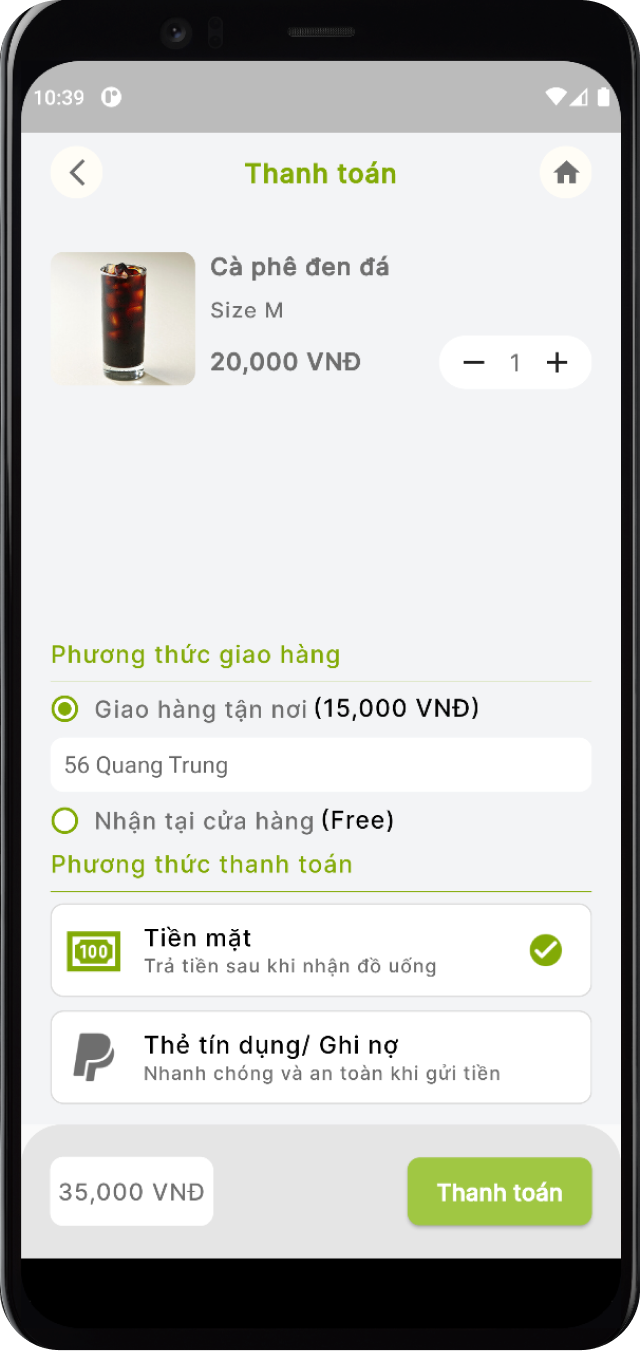 10:39
Thanh toán
Cà phê đen đá
Size M
20,000 VNĐ
1
Phương thức giao hàng
Giao hàng tận nơi (15,000 VNĐ)
56 Quang Trung
Nhận tại cửa hàng (Free)
Phương thức thanh toán
100
Tiền mặt
Trả tiền sau khi nhận đồ uống
Thẻ tín dụng/ Ghi nợ
Nhanh chóng và an toàn khi gửi tiền
35,000 VNĐ
Thanh toán